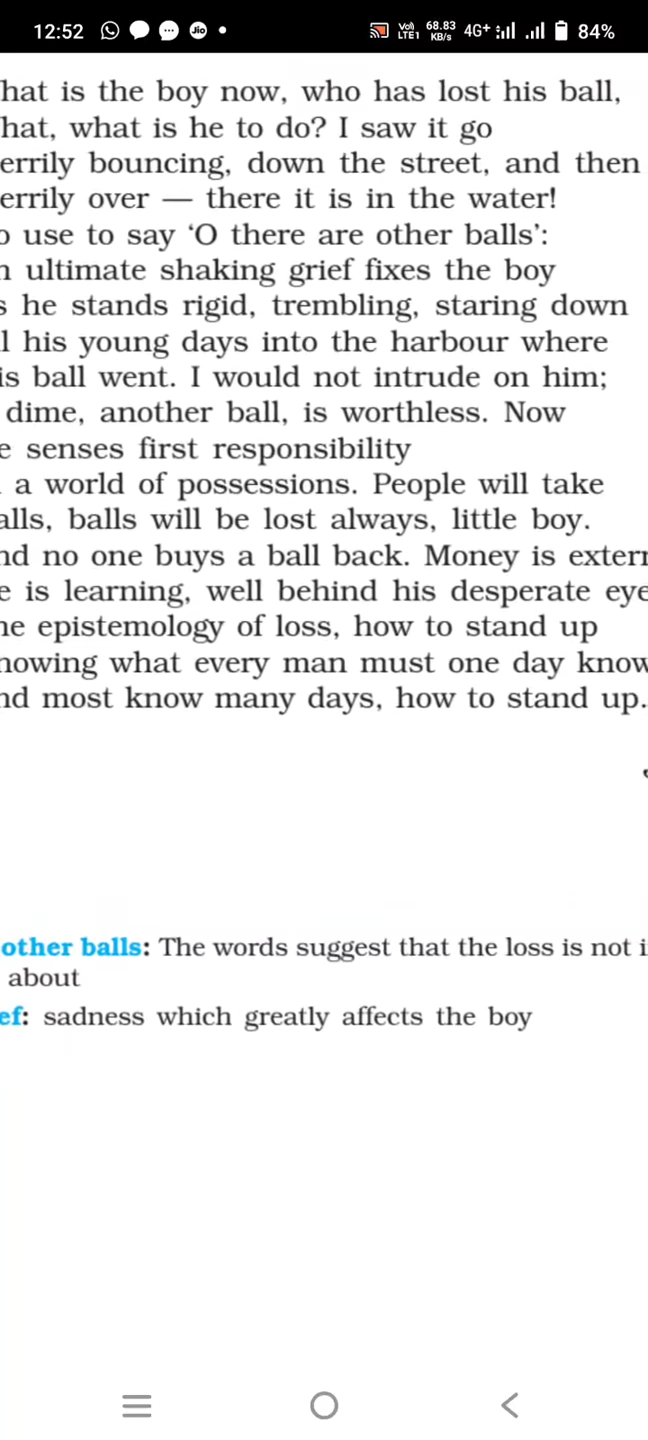 12:52 Jio Vo) LTE1 68.83 KB/s 4G+ 84%
hat is the boy now, who has lost his ball,
hat, what is he to do? I saw it go
errily bouncing, down the street, and then
errily over — there it is in the water!
o use to say ‘O there are other balls’:
n ultimate shaking grief fixes the boy
s he stands rigid, trembling, staring down
l his young days into the harbour where
is ball went. I would not intrude on him;
dime, another ball, is worthless. Now
e senses first responsibility
a world of possessions. People will take
alls, balls will be lost always, little boy.
nd no one buys a ball back. Money is extern
e is learning, well behind his desperate eye
he epistemology of loss, how to stand up
nowing what every man must one day know
nd most know many days, how to stand up.
other balls: The words suggest that the loss is not i
about
ef: sadness which greatly affects the boy